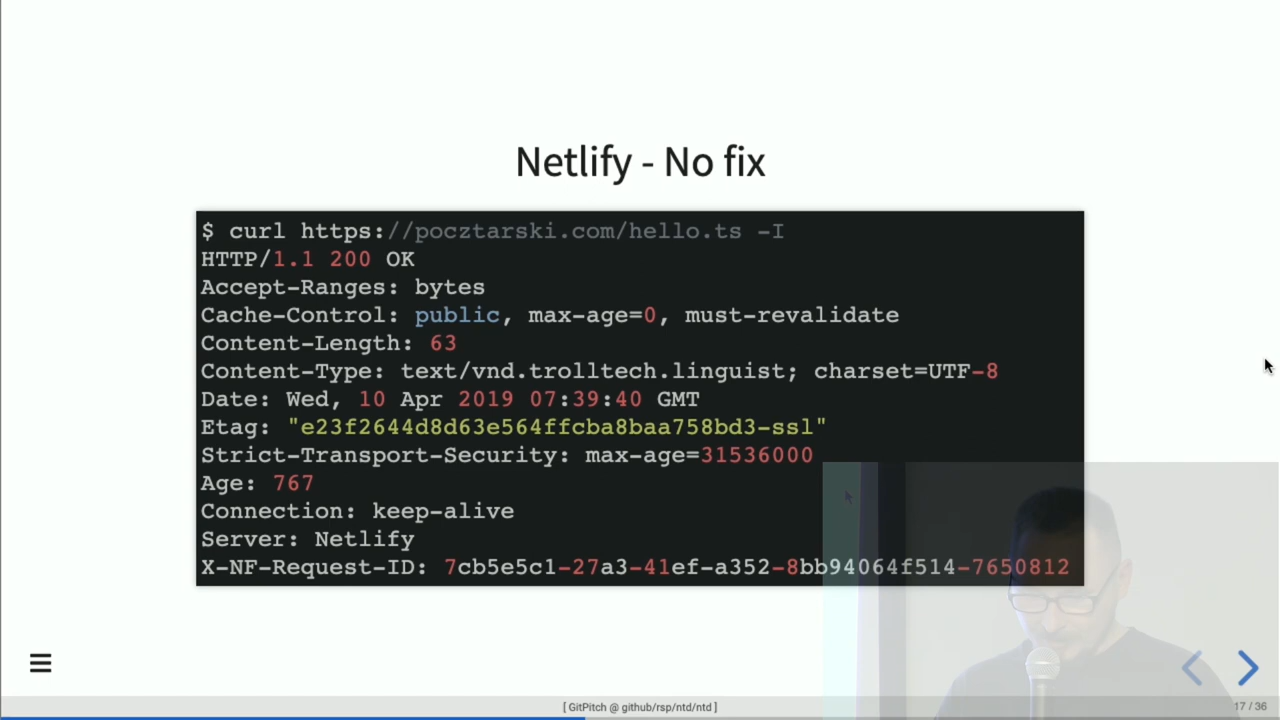 Netlify - No fix
$ curl https://pocztarski.com/hello.ts -I
HTTP/1.1 200 OK
Accept-Ranges: bytes
Cache-Control: public, max-age=0, must-revalidate
Content-Length: 63
Content-Type: text/vnd.trolltech.linguist; charset=UTF-8
Date: Wed, 10 Apr 2019 07:39:40 GMT
Etag: "e23f2644d8d63e564ffcba8baa758bd3-ssl"
Strict-Transport-Security: max-age=31536000
Age: 767
Connection: keep-alive
Server: Netlify
X-NF-Request-ID: 7cb5e5c1-27a3-41ef-a352-8bb94064f514-7650812
[ GitPitch @ github/rsp/ntd/ntd ]
17 / 36